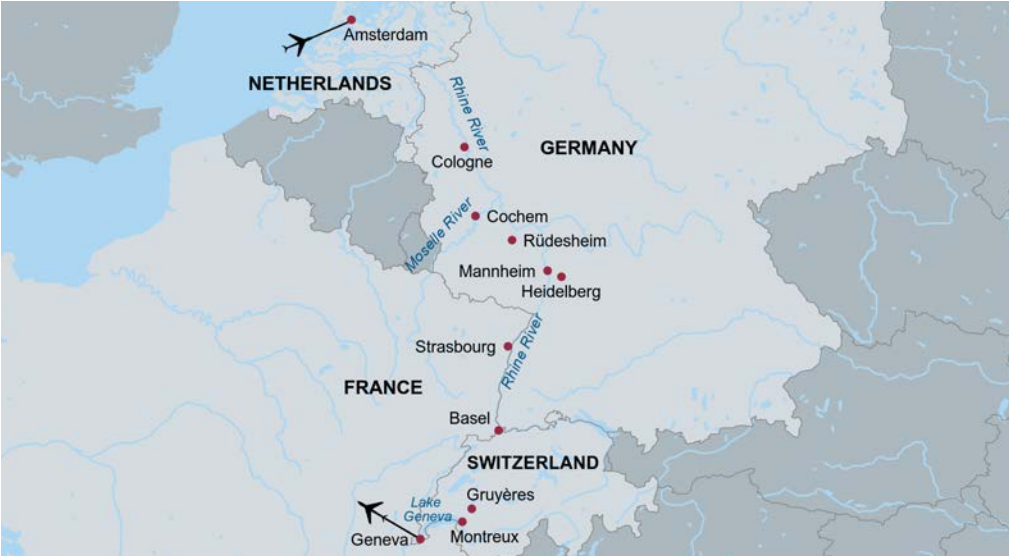 Amsterdam
NETHERLANDS
Rhine River
GERMANY
Cologne
Moselle River
Cochem
Rüdesheim
Mannheim
Heidelberg
Strasbourg
Rhine River
FRANCE
Basel
SWITZERLAND
Gruyères
Lake
Geneva
Montreux
Geneva